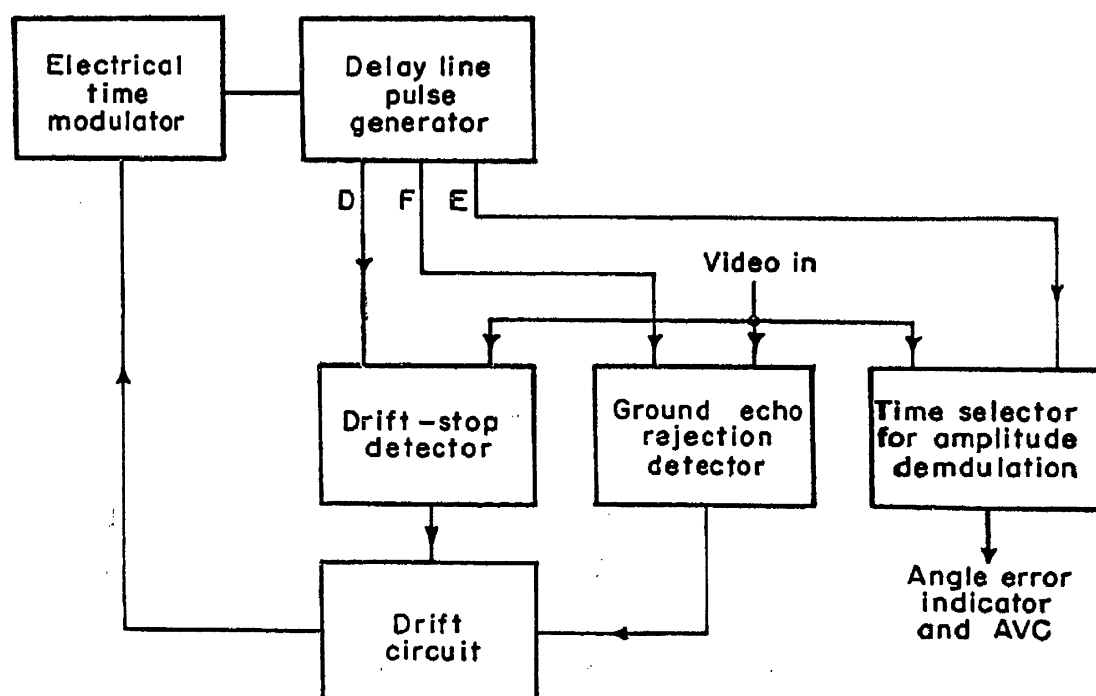 Electrical
time
modulator
Delay line
pulse
generator
D
F
E
Video in
Drift-stop
detector
Ground echo
rajection
detector
Time selector
for amplitude
demdulation
Drift
circuit
Angle error
indicator
and AVC